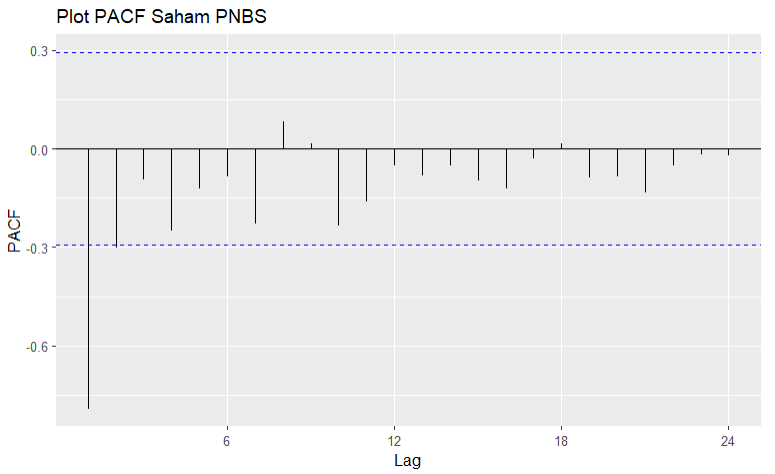 Plot PACF Saham PNBS
0.3
0.0
-0.3
-0.6
PACF
6 12 18 24
Lag